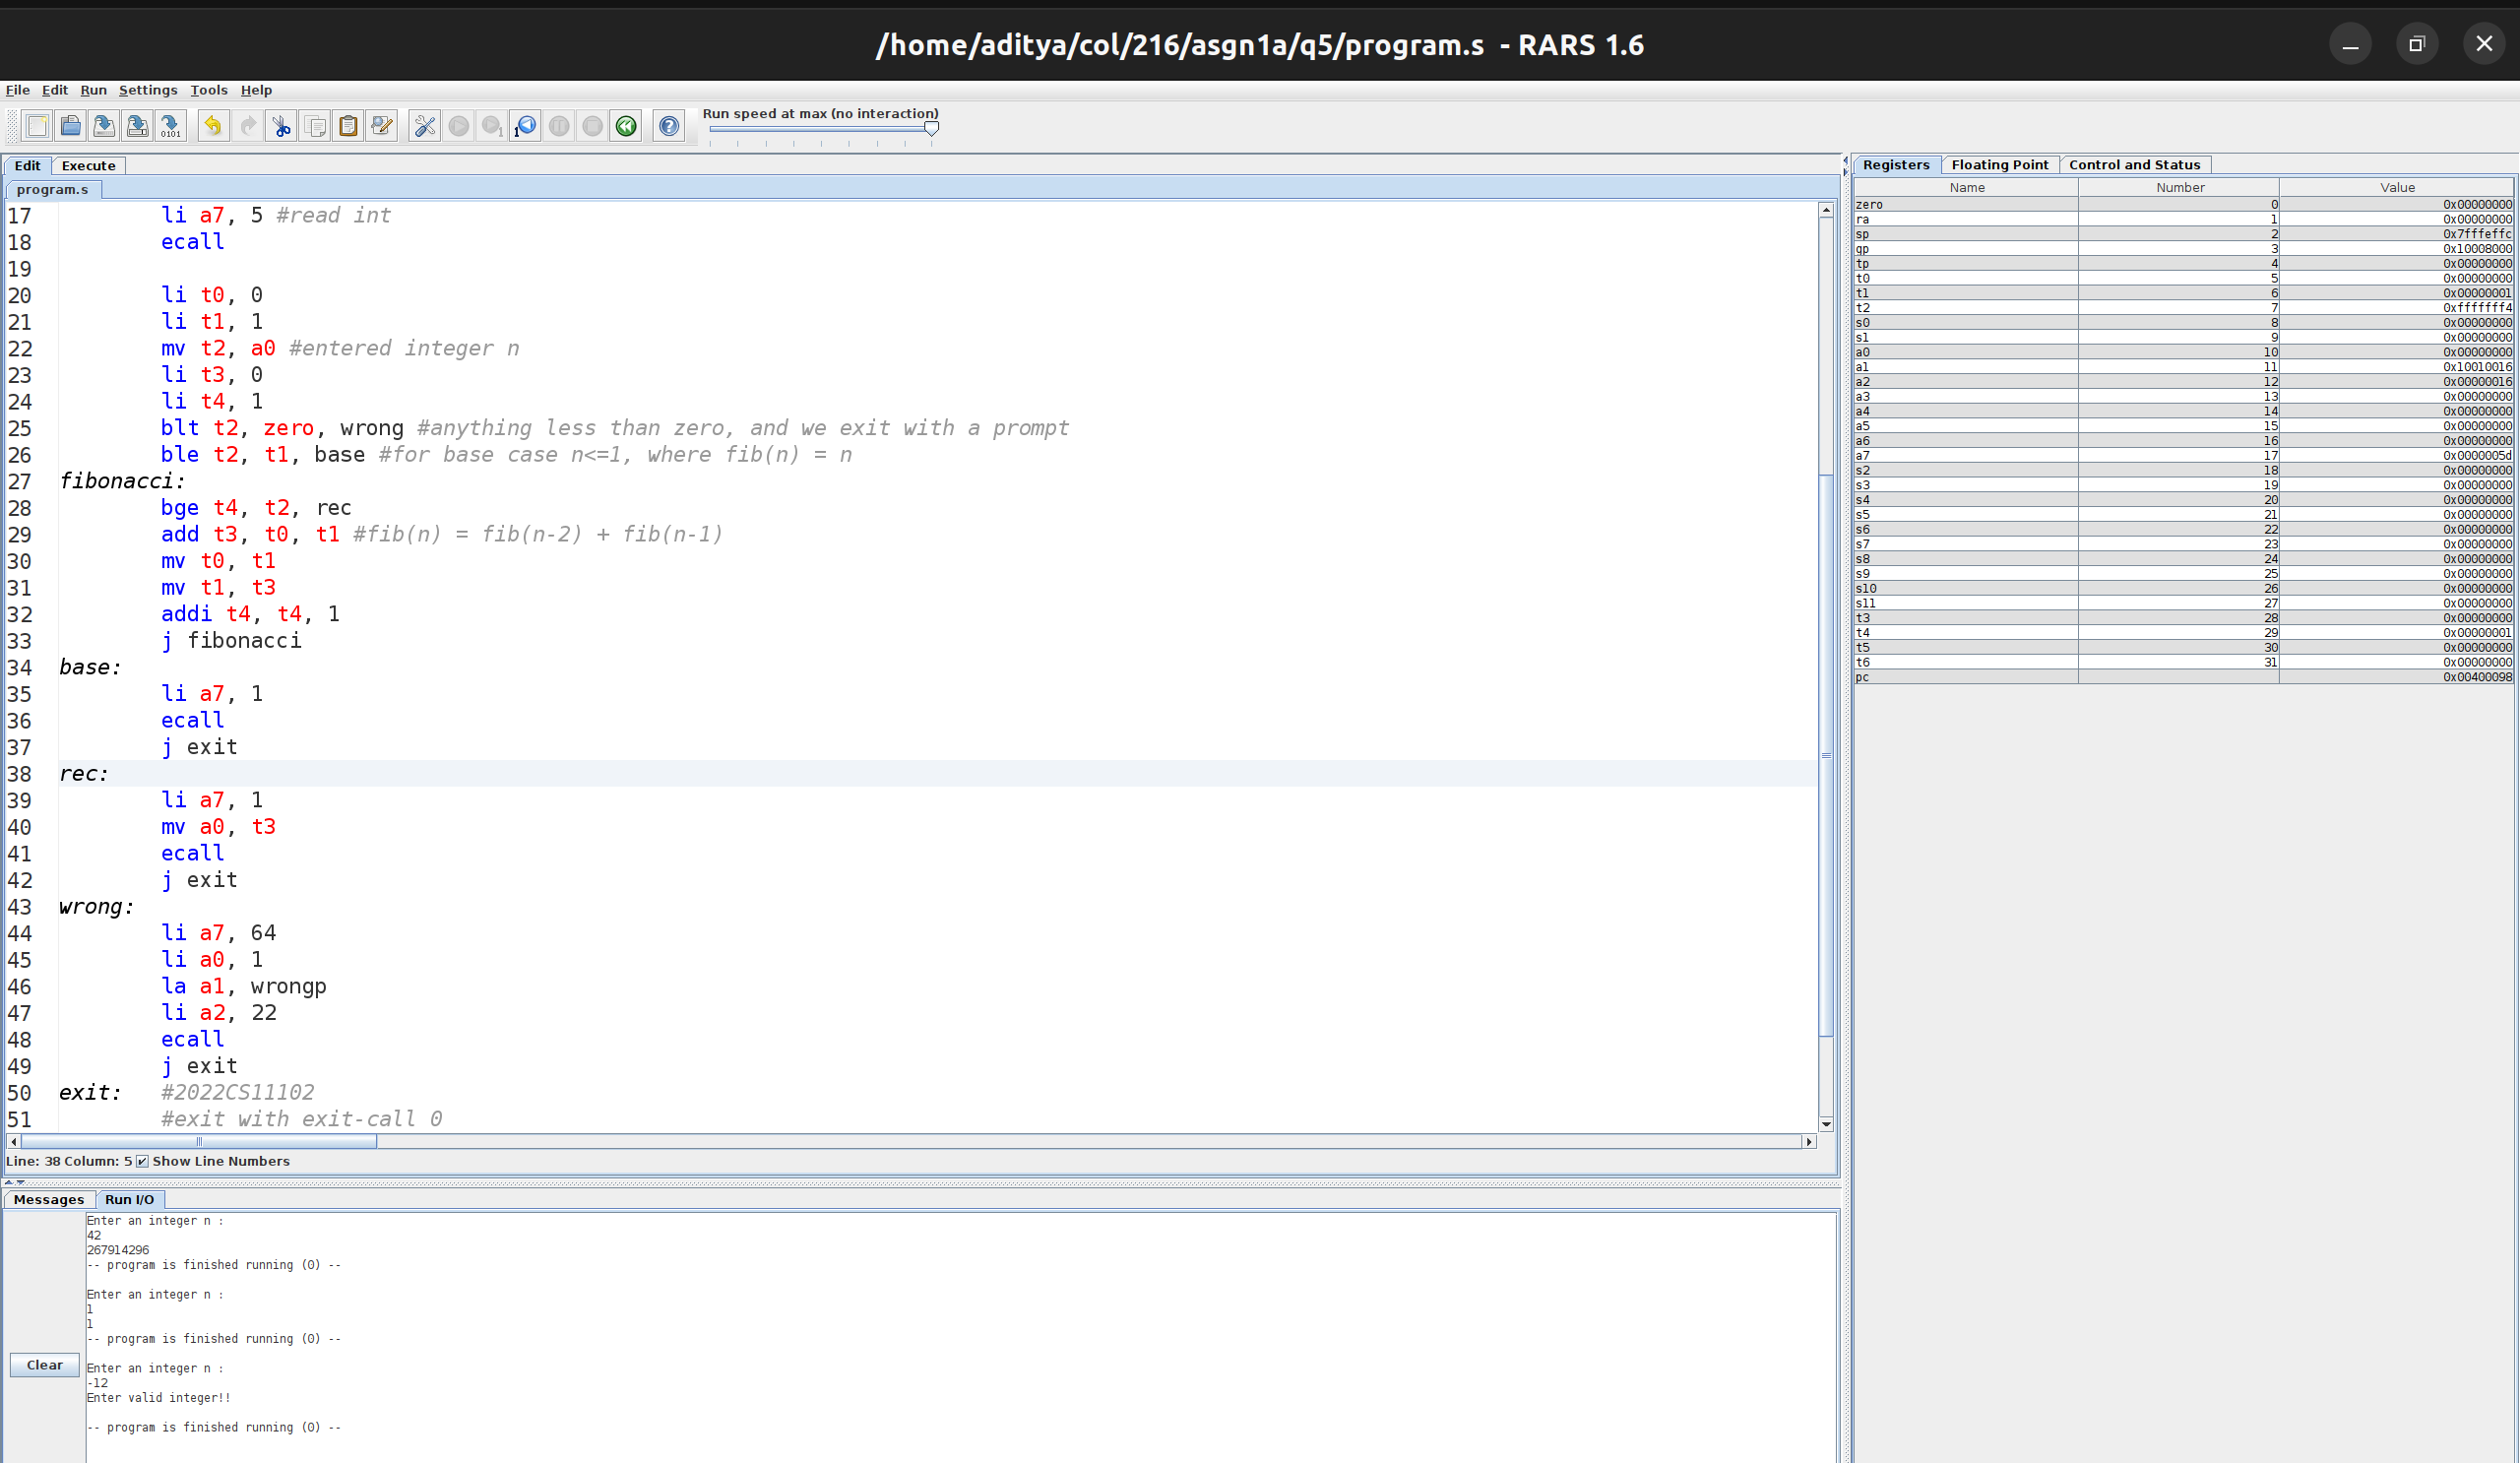 /home/aditya/col/216/asgn1a/q5/program.s - RARS 1.6
File Edit Run Settings Tools Help
Run speed at max (no interaction)
Edit Execute
program.s
17 li a7, 5 #read int
18 ecall
19
20 li t0, 0
21 li t1, 1
22 mv t2, a0 #entered integer n
23 li t3, 0
24 li t4, 1
25 blt t2, zero, wrong #anything less than zero, and we exit with a prompt
26 ble t2, t1, base #for base case n<=1, where fib(n) = n
27 fibonacci:
28 bge t4, t2, rec
29 add t3, t0, t1 #fib(n) = fib(n-2) + fib(n-1)
30 mv t0, t1
31 mv t1, t3
32 addi t4, t4, 1
33 j fibonacci
34 base:
35 li a7, 1
36 ecall
37 j exit
38 rec:
39 li a7, 1
40 mv a0, t3
41 ecall
42 j exit
43 wrong:
44 li a7, 64
45 li a0, 1
46 la a1, wrongp
47 li a2, 22
48 ecall
49 j exit
50 exit: #2022CS11102
51 #exit with exit-call 0
Line: 38 Column: 5 Show Line Numbers
Messages Run I/O
Clear
Enter an integer n :
42
267914296
-- program is finished running (0) --
Enter an integer n :
1
1
-- program is finished running (0) --
Enter an integer n :
-12
Enter valid integer!!
-- program is finished running (0) --
Registers Floating Point Control and Status
Name Number Value
zero 0 0x00000000
ra 1 0x00000000
sp 2 0x7fffeffc
gp 3 0x10008000
tp 4 0x00000000
t0 5 0x00000000
t1 6 0x00000001
t2 7 0xfffffff4
s0 8 0x00000000
s1 9 0x00000000
a0 10 0x00000000
a1 11 0x10010016
a2 12 0x00000016
a3 13 0x00000000
a4 14 0x00000000
a5 15 0x00000000
a6 16 0x00000000
a7 17 0x0000005d
s2 18 0x00000000
s3 19 0x00000000
s4 20 0x00000000
s5 21 0x00000000
s6 22 0x00000000
s7 23 0x00000000
s8 24 0x00000000
s9 25 0x00000000
s10 26 0x00000000
s11 27 0x00000000
t3 28 0x00000000
t4 29 0x00000001
t5 30 0x00000000
t6 31 0x00000000
pc 0x00400098